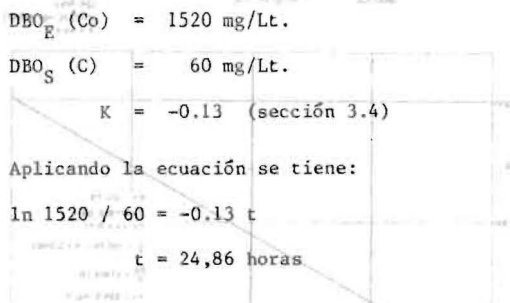 DBO_E (Co) = 1520 mg/Lt.
DBO_S (C) = 60 mg/Lt.
K = -0.13 (sección 3.4)
Aplicando la ecuación se tiene:
ln 1520 / 60 = -0.13 t
t = 24,86 horas